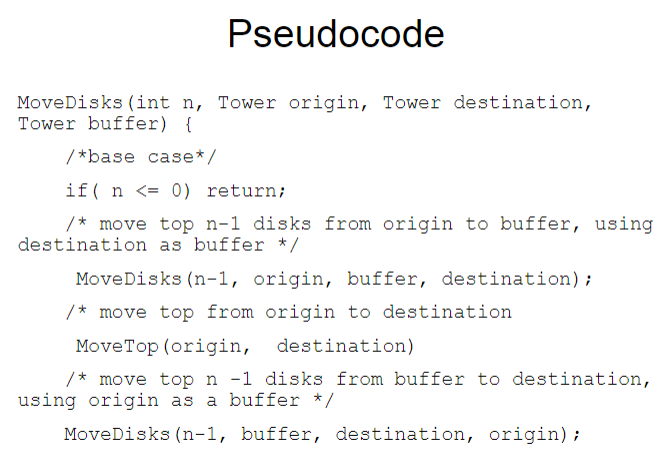 Pseudocode
MoveDisks(int n, Tower origin, Tower destination,
Tower buffer) {
/*base case*/
if( n <= 0) return;
/* move top n-1 disks from origin to buffer, using
destination as buffer */
MoveDisks(n-1, origin, buffer, destination);
/* move top from origin to destination
MoveTop(origin,  destination)
/* move top n -1 disks from buffer to destination,
using origin as a buffer */
MoveDisks(n-1, buffer, destination, origin);